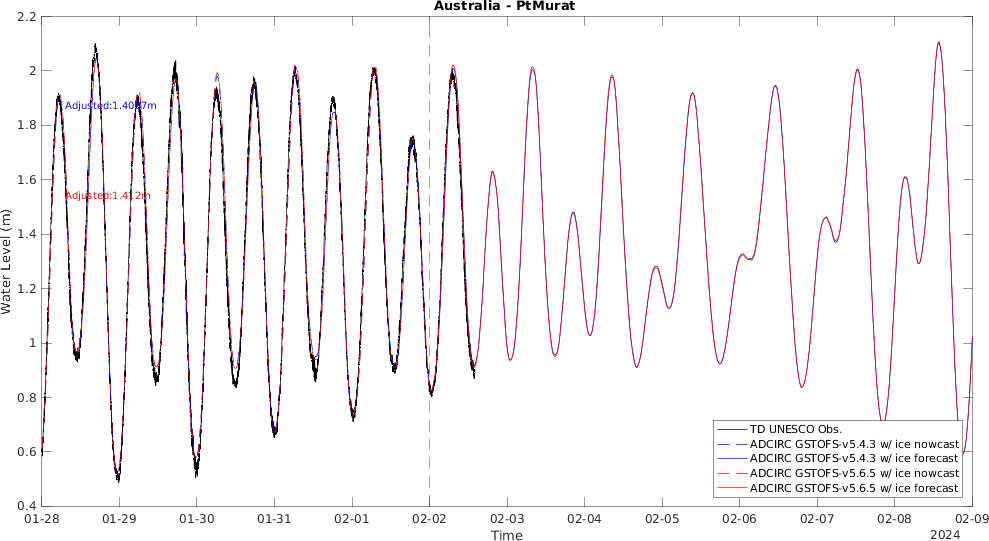 Australia - PtMurat
2.2
2
1.8
1.6
1.4
1.2
1
0.8
0.6
0.4
Water Level (m)
Adjusted:1.412m
01-28
01-29
01-30
01-31
02-01
02-02
02-03
02-04
02-05
02-06
02-07
02-08
02-09
Time
2024
TD UNESCO Obs.
ADCIRC GSTOFS-v5.4.3 w/ ice nowcast
ADCIRC GSTOFS-v5.4.3 w/ ice forecast
ADCIRC GSTOFS-v5.6.5 w/ ice nowcast
ADCIRC GSTOFS-v5.6.5 w/ ice forecast